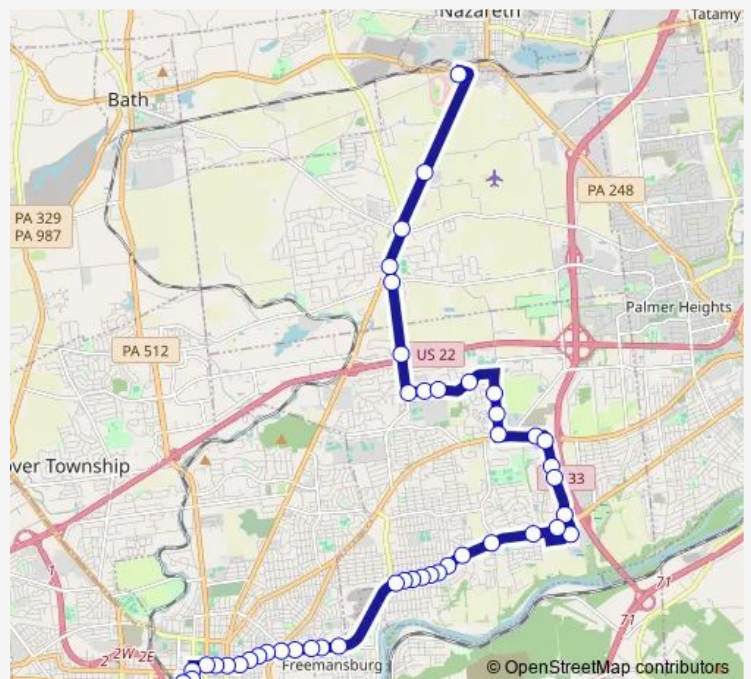 Nazareth
Tatamy
Bath
PA 248
PA 329
PA 987
Palmer Heights
PA 512
US 22
over Township
33
1
71
71
2
2W
2E
Freemansburg
© OpenStreetMap contributors